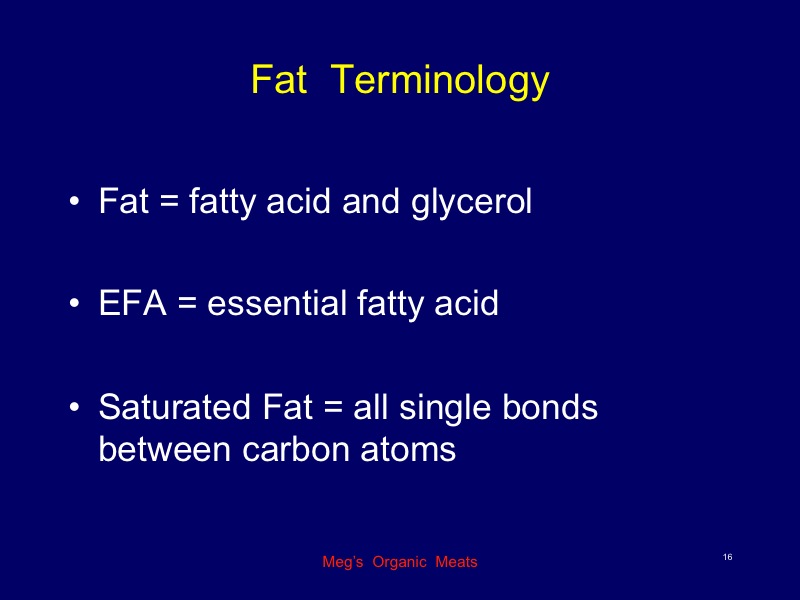 Fat Terminology
• Fat = fatty acid and glycerol
• EFA = essential fatty acid
• Saturated Fat = all single bonds
between carbon atoms
Meg's Organic Meats
16